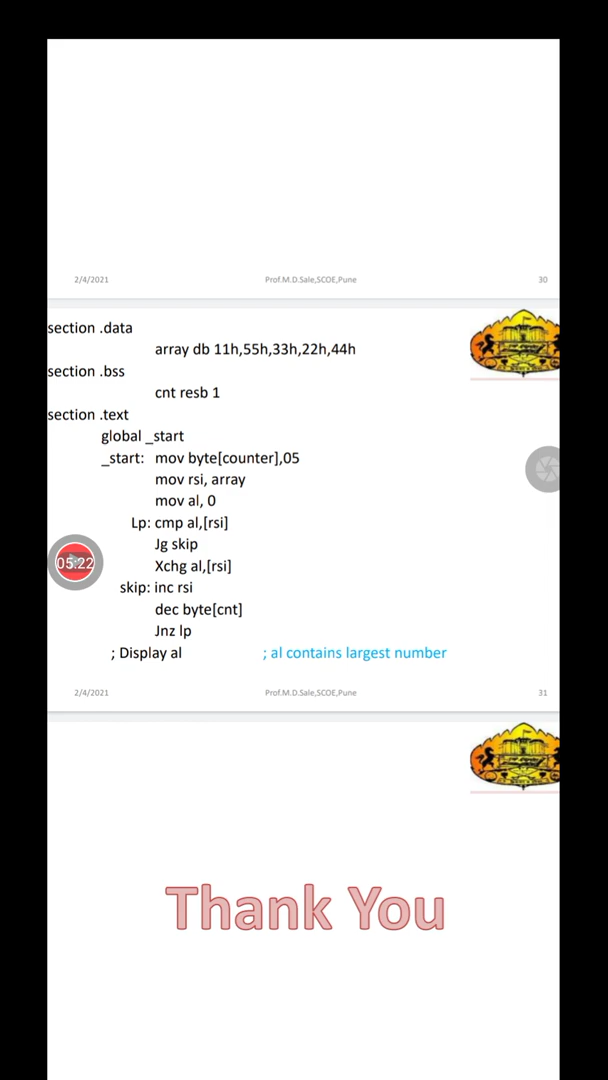 2/4/2021 Prof.M.D.Sale,SCOE,Pune 30
section .data
array db 11h,55h,33h,22h,44h
section .bss
cnt resb 1
section .text
global _start
_start: mov byte[counter],05
mov rsi, array
mov al, 0
Lp: cmp al,[rsi]
Jg skip
05:22
Xchg al,[rsi]
skip: inc rsi
dec byte[cnt]
Jnz lp
; Display al ; al contains largest number
2/4/2021 Prof.M.D.Sale,SCOE,Pune 31
Thank You